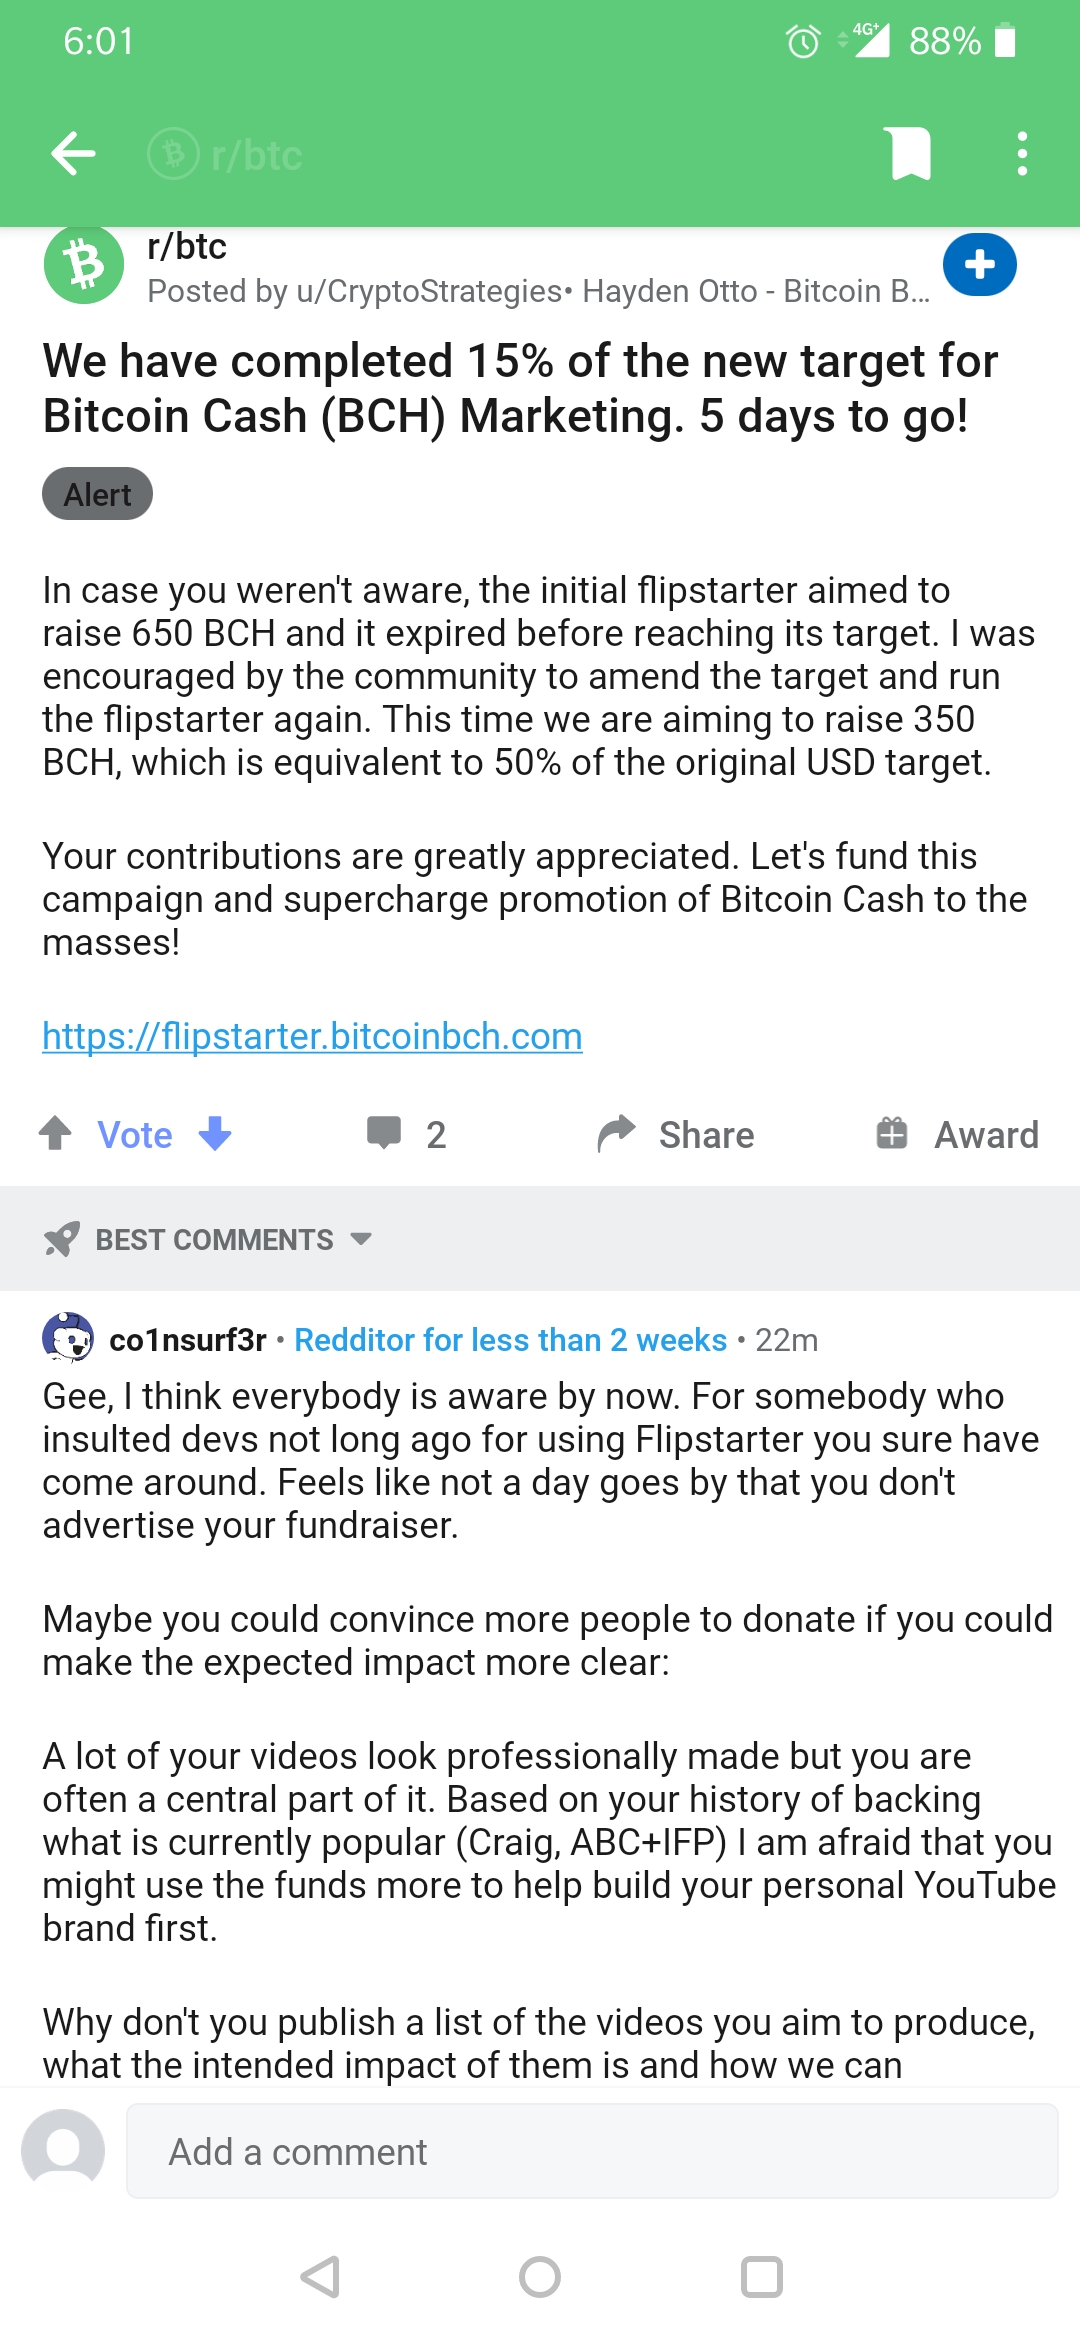 6:01
4G+
88%
r/btc
r/btc
Posted by u/CryptoStrategies• Hayden Otto - Bitcoin B...
We have completed 15% of the new target for
Bitcoin Cash (BCH) Marketing. 5 days to go!
Alert
In case you weren't aware, the initial flipstarter aimed to
raise 650 BCH and it expired before reaching its target. I was
encouraged by the community to amend the target and run
the flipstarter again. This time we are aiming to raise 350
BCH, which is equivalent to 50% of the original USD target.
Your contributions are greatly appreciated. Let's fund this
campaign and supercharge promotion of Bitcoin Cash to the
masses!
https://flipstarter.bitcoinbch.com
Vote
2
Share
Award
BEST COMMENTS
co1nsurf3r • Redditor for less than 2 weeks • 22m
Gee, I think everybody is aware by now. For somebody who
insulted devs not long ago for using Flipstarter you sure have
come around. Feels like not a day goes by that you don't
advertise your fundraiser.
Maybe you could convince more people to donate if you could
make the expected impact more clear:
A lot of your videos look professionally made but you are
often a central part of it. Based on your history of backing
what is currently popular (Craig, ABC+IFP) I am afraid that you
might use the funds more to help build your personal YouTube
brand first.
Why don't you publish a list of the videos you aim to produce,
what the intended impact of them is and how we can
Add a comment